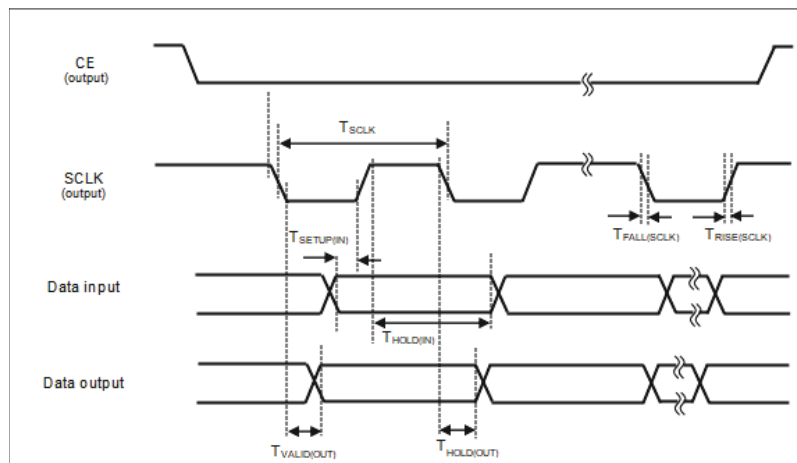 CE
(output)
TSCLK
SCLK
(output)
TSETUP(IN)
TFALL(SCLK)
TRISE(SCLK)
Data input
THOLD(IN)
Data output
TVALID(OUT)
THOLD(OUT)